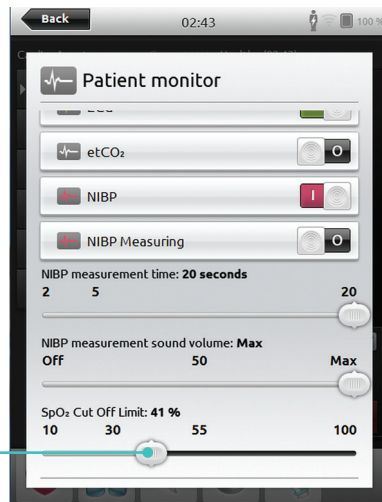 Back 02:43 100 %
Patient monitor
etCO₂ O
NIBP I
NIBP Measuring O
NIBP measurement time: 20 seconds
2 5 20
NIBP measurement sound volume: Max
Off 50 Max
SpO₂ Cut Off Limit: 41 %
10 30 55 100